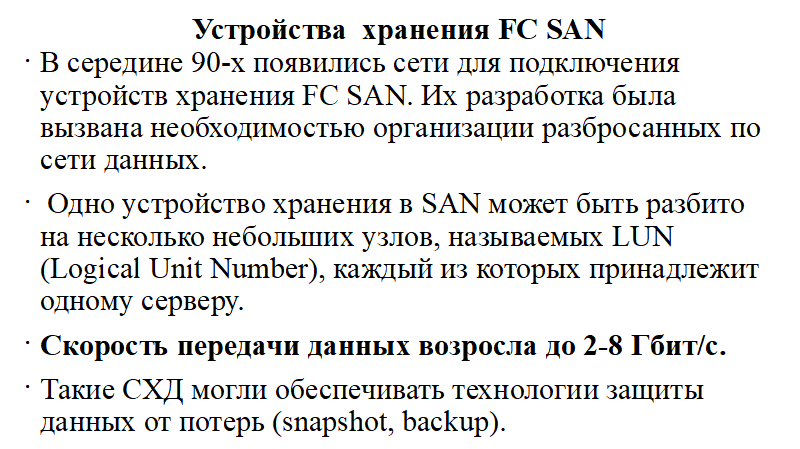 Устройства хранения FC SAN
· В середине 90-х появились сети для подключения
устройств хранения FC SAN. Их разработка была
вызвана необходимостью организации разбросанных по
сети данных.
· Одно устройство хранения в SAN может быть разбито
на несколько небольших узлов, называемых LUN
(Logical Unit Number), каждый из которых принадлежит
одному серверу.
· Скорость передачи данных возросла до 2-8 Гбит/с.
· Такие СХД могли обеспечивать технологии защиты
данных от потерь (snapshot, backup).